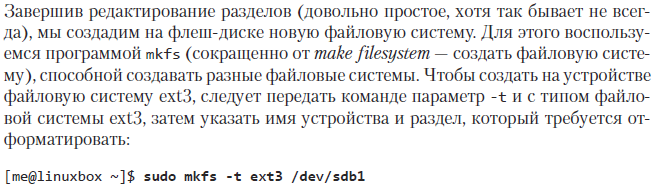 Завершив редактирование разделов (довольно простое, хотя так бывает не всег-
да), мы создадим на флеш-диске новую файловую систему. Для этого воспользу-
емся программой mkfs (сокращенно от make filesystem — создать файловую систе-
му), способной создавать разные файловые системы. Чтобы создать на устройстве
файловую систему ext3, следует передать команде параметр -t и с типом файло-
вой системы ext3, затем указать имя устройства и раздел, который требуется от-
форматировать:
[me@linuxbox ~]$ sudo mkfs -t ext3 /dev/sdb1